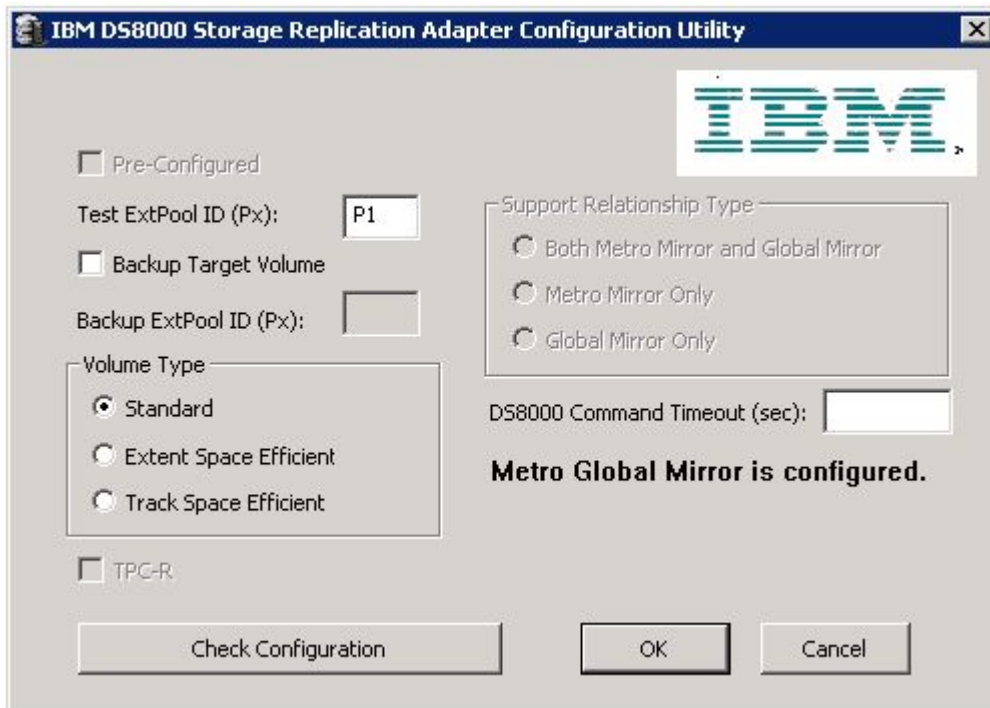 IBM DS8000 Storage Replication Adapter Configuration Utility
IBM
Pre-Configured
Test ExtPool ID (Px): P1
Backup Target Volume
Backup ExtPool ID (Px):
Volume Type
Standard
Extent Space Efficient
Track Space Efficient
TPC-R
Support Relationship Type
Both Metro Mirror and Global Mirror
Metro Mirror Only
Global Mirror Only
DS8000 Command Timeout (sec):
Metro Global Mirror is configured.
Check Configuration
OK
Cancel